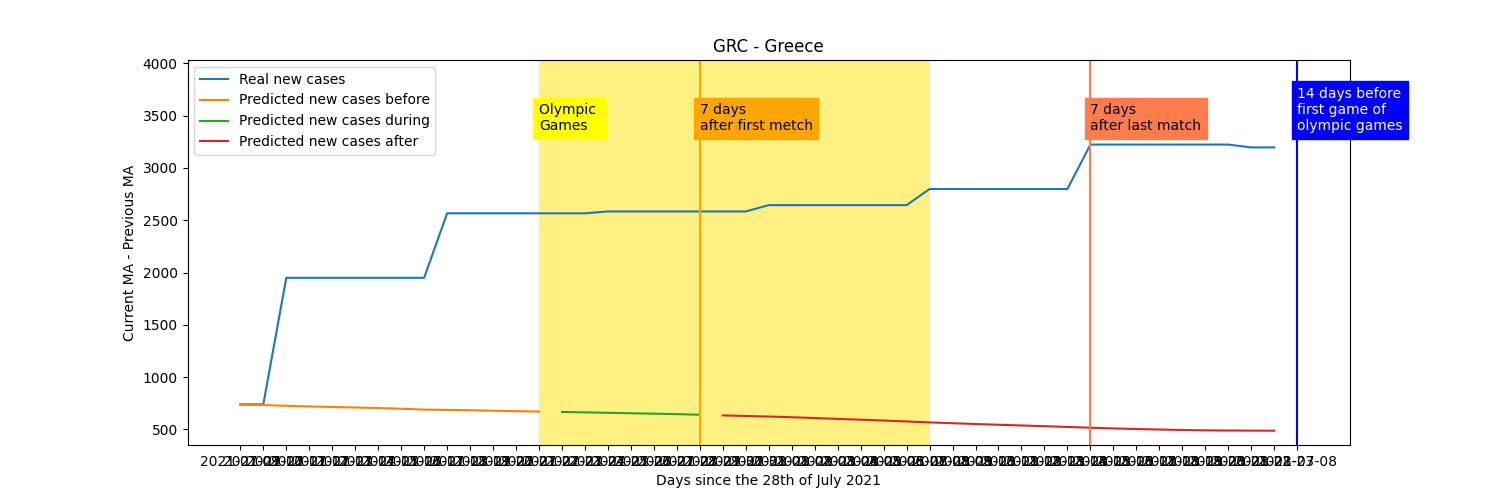 GRC - Greece
4000
3500
3000
2500
2000
1500
1000
500
Current MA - Previous MA
Real new cases
Predicted new cases before
Predicted new cases during
Predicted new cases after
Olympic
Games
7 days
after first metch
7 days
after last match
14 days before
first game of
olympic games
Days since the 28th of July 2021